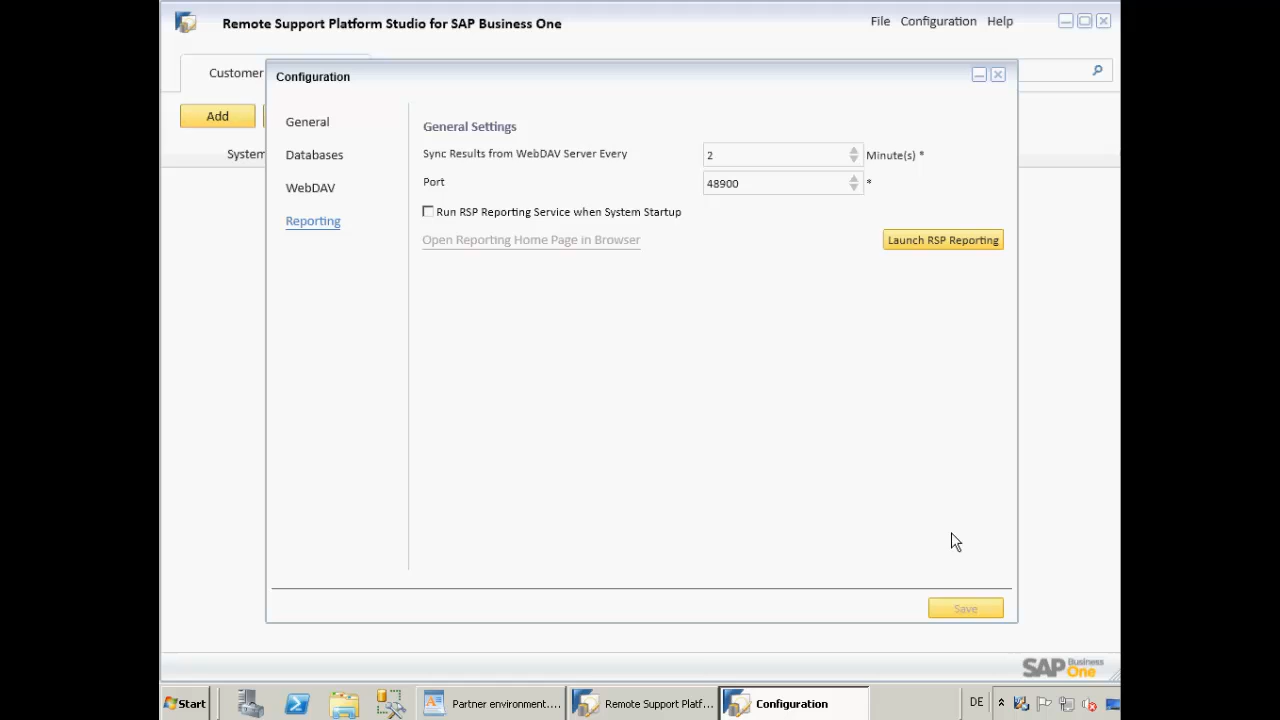 Remote Support Platform Studio for SAP Business One
File Configuration Help
Customer
Configuration
Add
General
General Settings
System
Databases
Sync Results from WebDAV Server Every 2 Minute(s) *
WebDAV
Port 48900 *
Reporting
Run RSP Reporting Service when System Startup
Open Reporting Home Page in Browser
Launch RSP Reporting
Save
SAP Business One
Start
Partner environment....
Remote Support Platf...
Configuration
DE